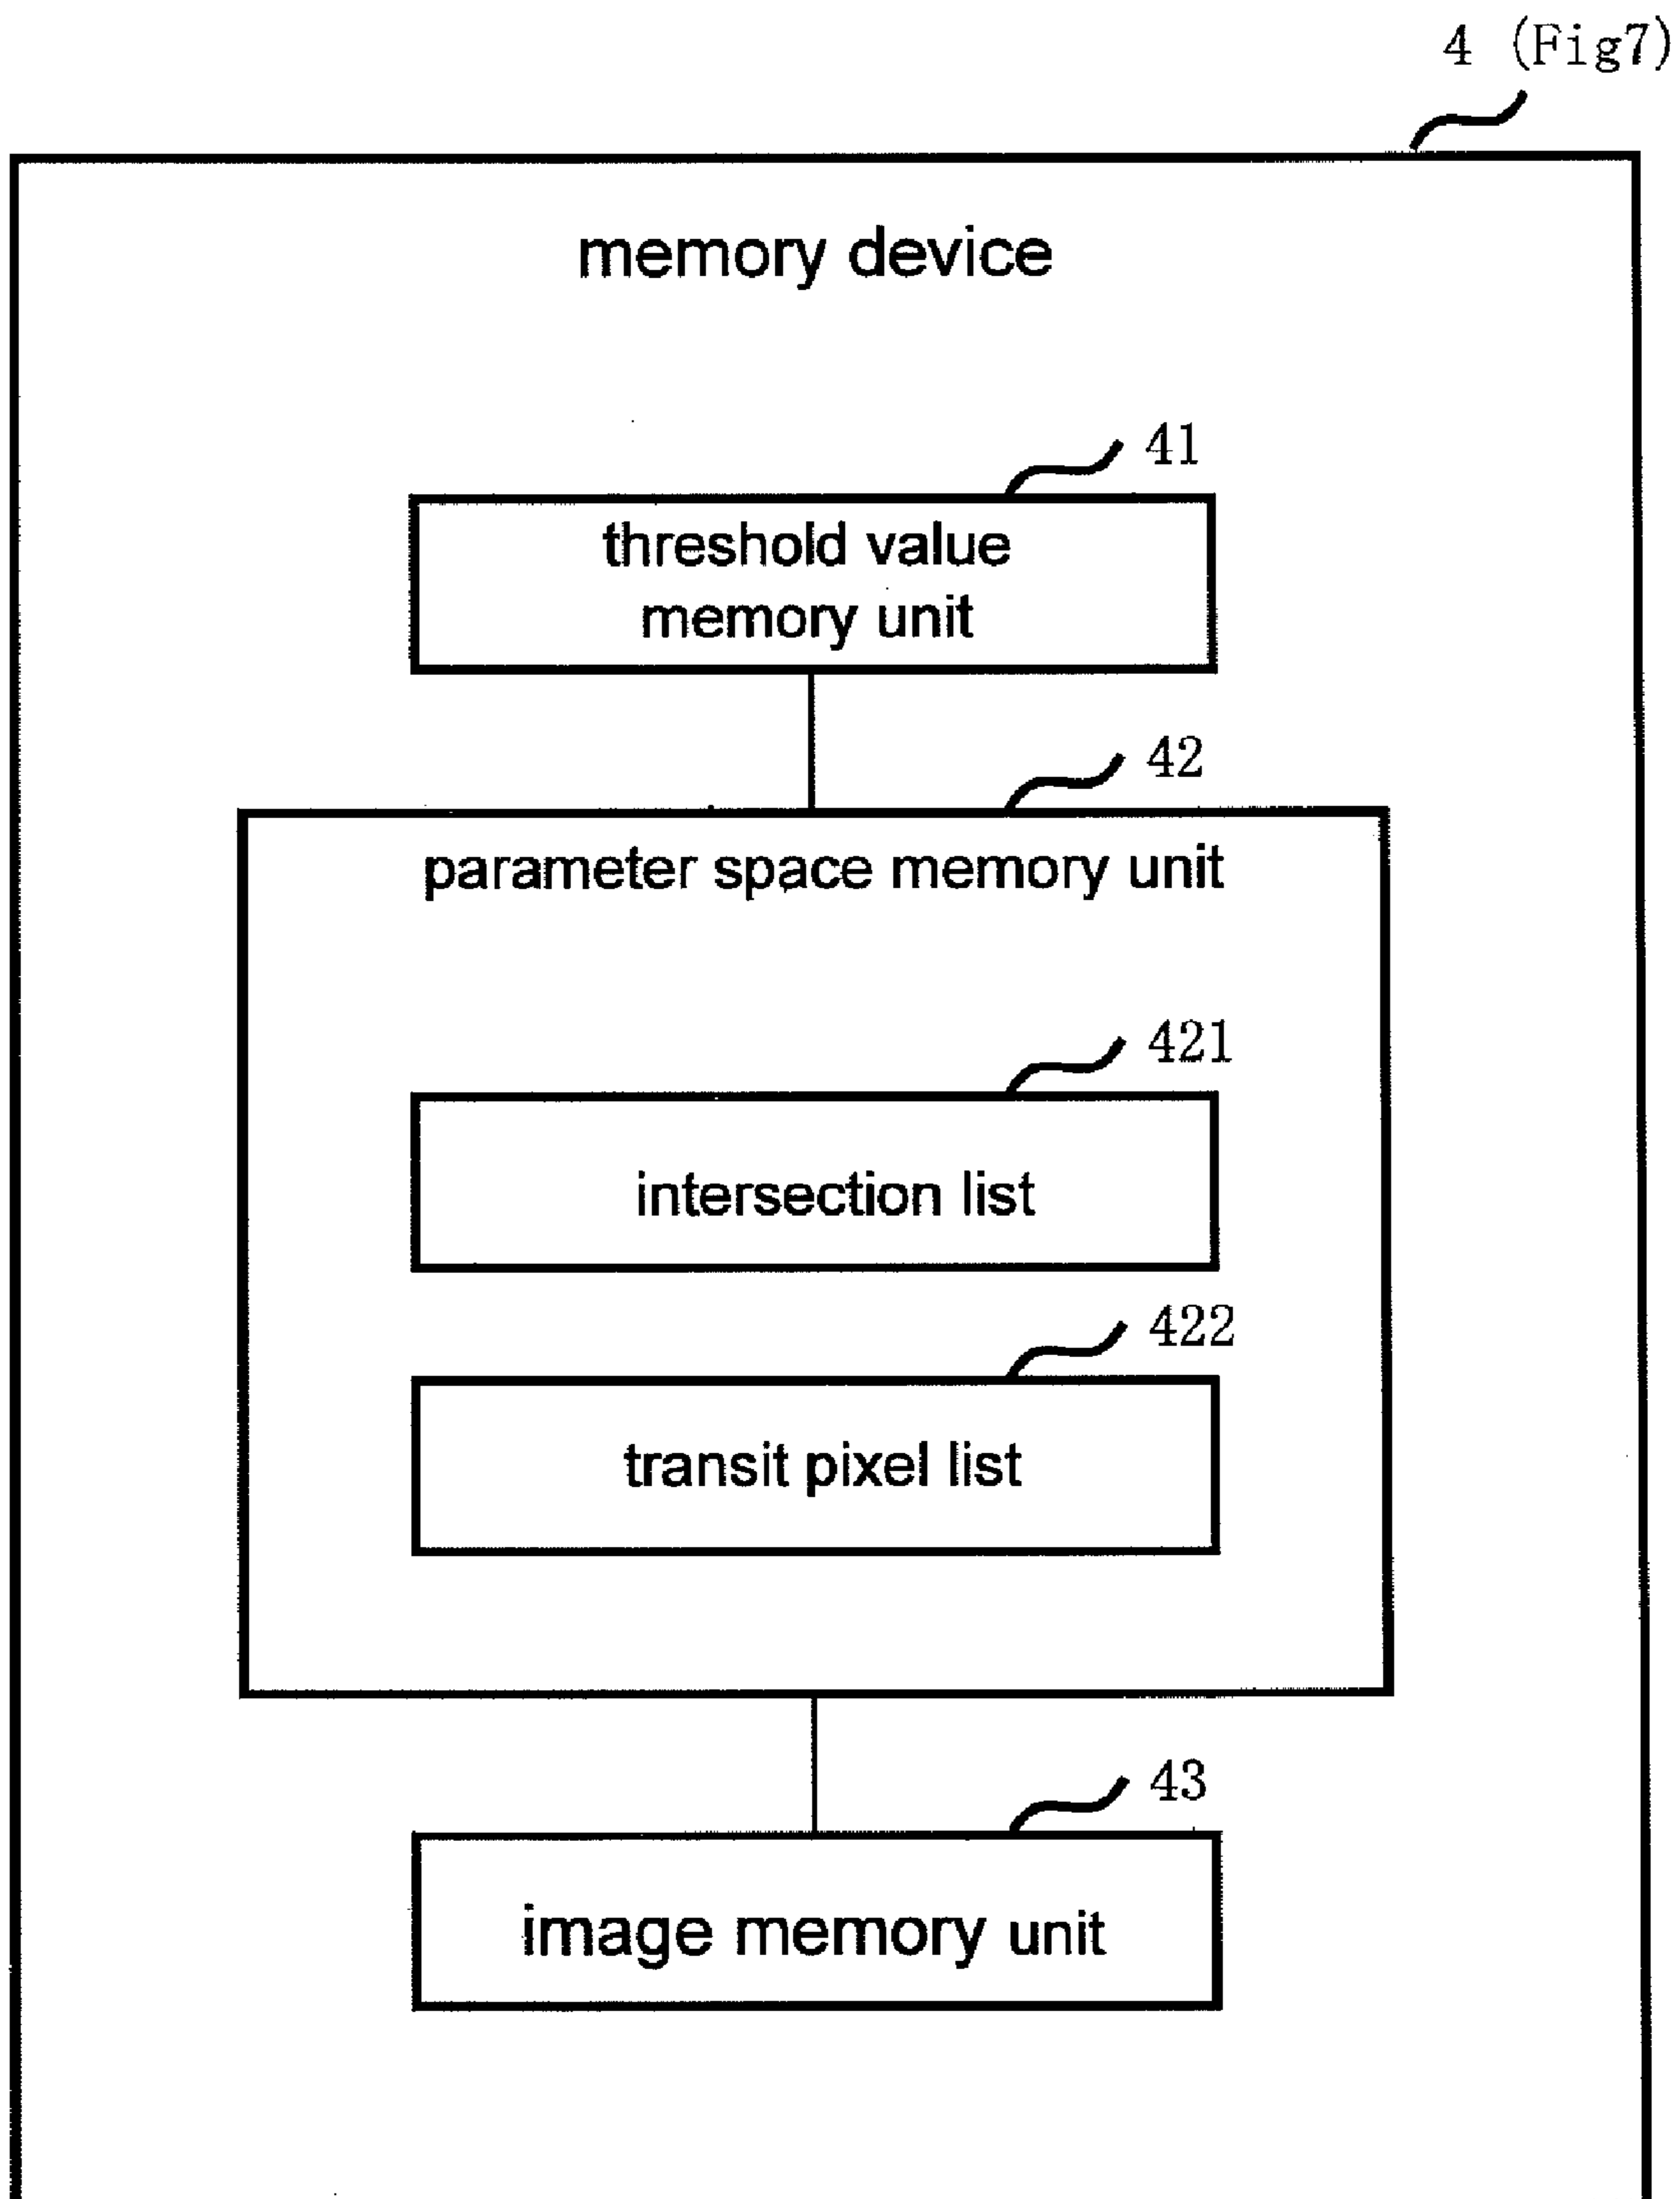 4 (Fig7)
memory device
41
threshold value
memory unit
42
parameter space memory unit
421
intersection list
422
transit pixel list
43
image memory unit